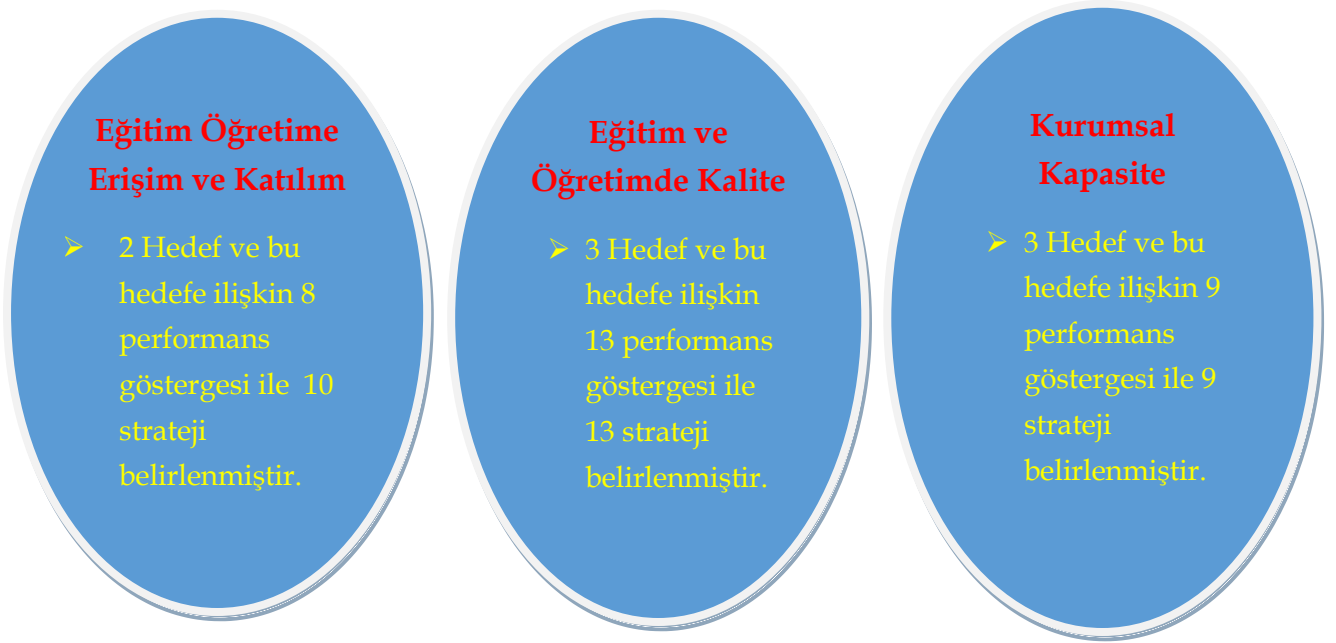 Eğitim Öğretime
Erişim ve Katılım
➢ 2 Hedef ve bu
hedefe ilişkin 8
performans
göstergesi ile 10
strateji
belirlenmiştir.
Eğitim ve
Öğretimde Kalite
➢ 3 Hedef ve bu
hedefe ilişkin
13 performans
göstergesi ile
13 strateji
belirlenmiştir.
Kurumsal
Kapasite
➢ 3 Hedef ve bu
hedefe ilişkin 9
performans
göstergesi ile 9
strateji
belirlenmiştir.